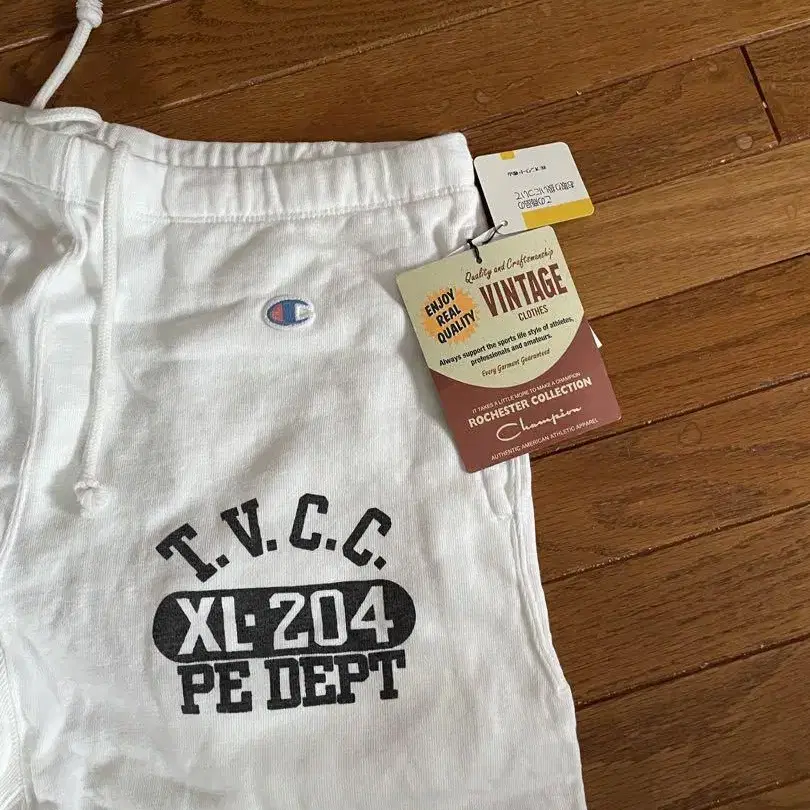 Quality and Craftsmanship
ENJOY
REAL
QUALITY
VINTAGE
CLOTHES
Always support the sports life style of athletes,
professionals and amateurs.
Every Garment Guaranteed
IT TAKES A LITTLE MORE TO MAKE A CHAMPION
ROCHESTER COLLECTION
Champion
AUTHENTIC AMERICAN ATHLETIC APPAREL
T.V.C.C.
XL·204
PE DEPT